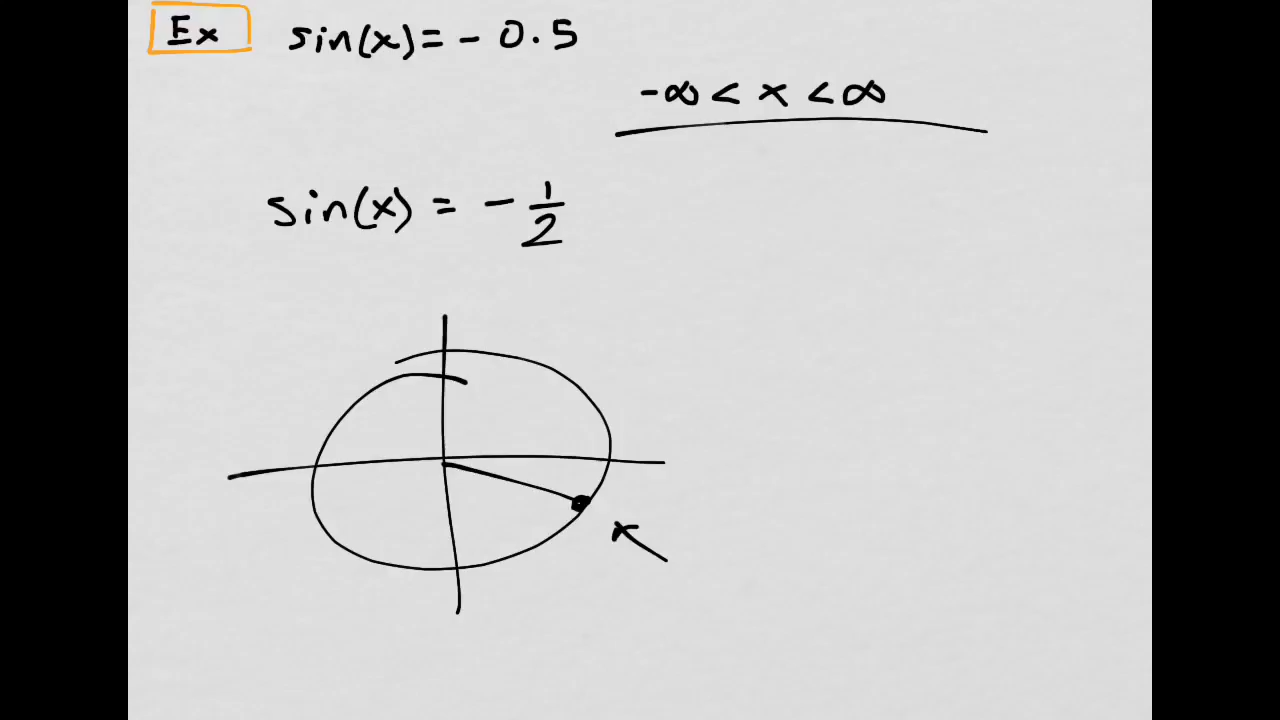 Ex sin(x) = - 0.5
-∞ < x < ∞
sin(x) = - 1/2